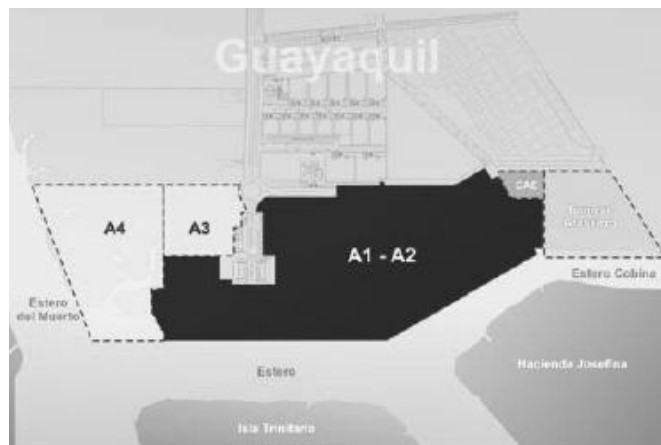 Guayaquil
CAE
A4
A3
A1 - A2
Estero Cobina
Estero
del Muerto
Hacienda Josefina
Estero
Isla Trinitaria